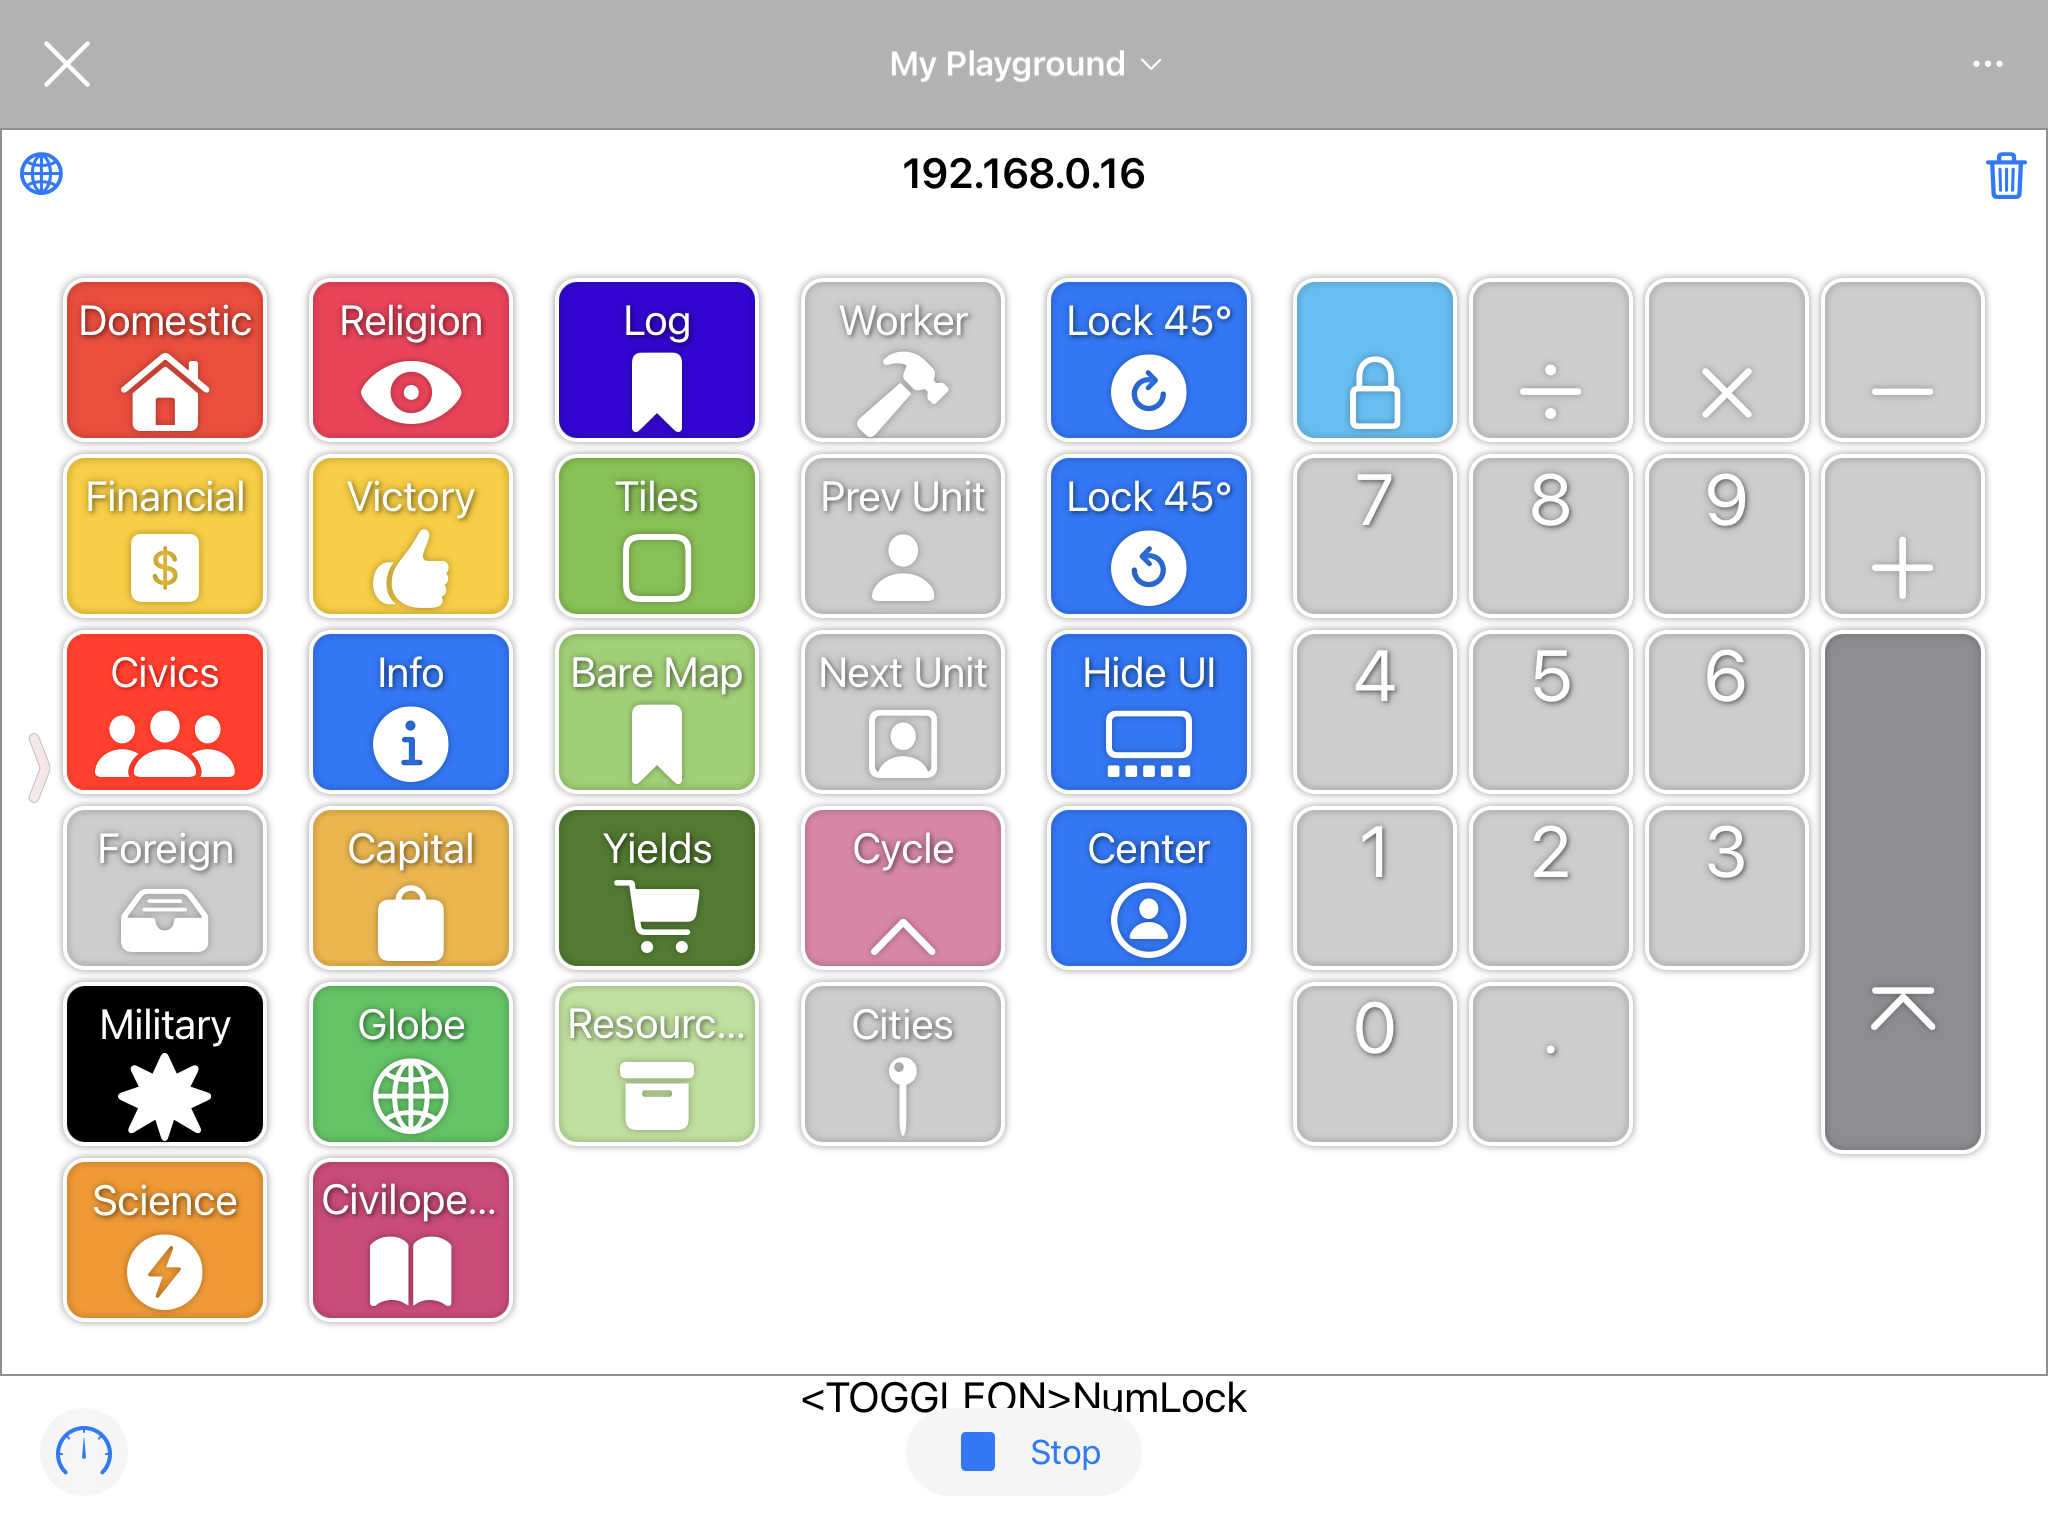 My Playground
192.168.0.16
Domestic
Religion
Log
Worker
Lock 45°
÷
×
−
Financial
$
Victory
Tiles
Prev Unit
Lock 45°
7
8
9
+
Civics
Info
i
Bare Map
Next Unit
Hide UI
4
5
6
Foreign
Capital
Yields
Cycle
Center
1
2
3
Military
Globe
Resourc...
Cities
0
.
Science
Civilope...
<TOGGLEON>NumLock
Stop